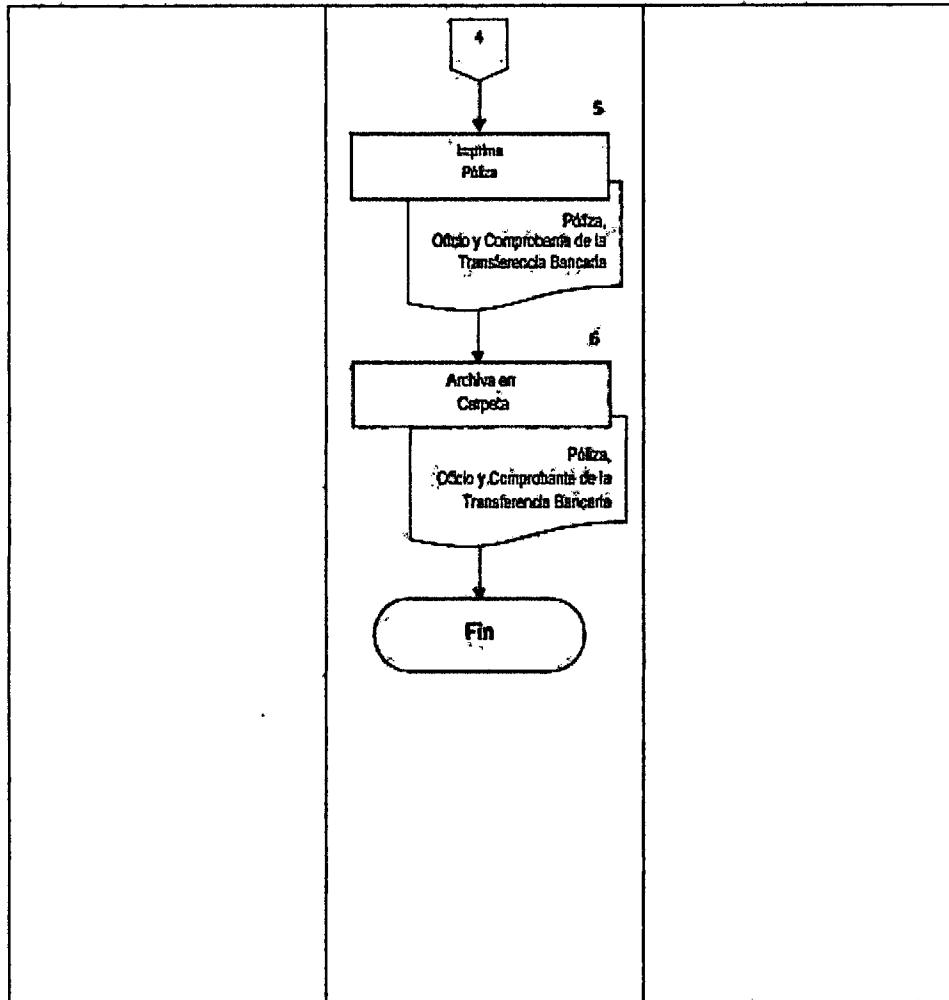 4
5
Imprime
Póliza
Póliza,
Oficio y Comprobante de la
Transferencia Bancaria
6
Archiva en
Carpeta
Póliza,
Oficio y Comprobante de la
Transferencia Bancaria
Fin